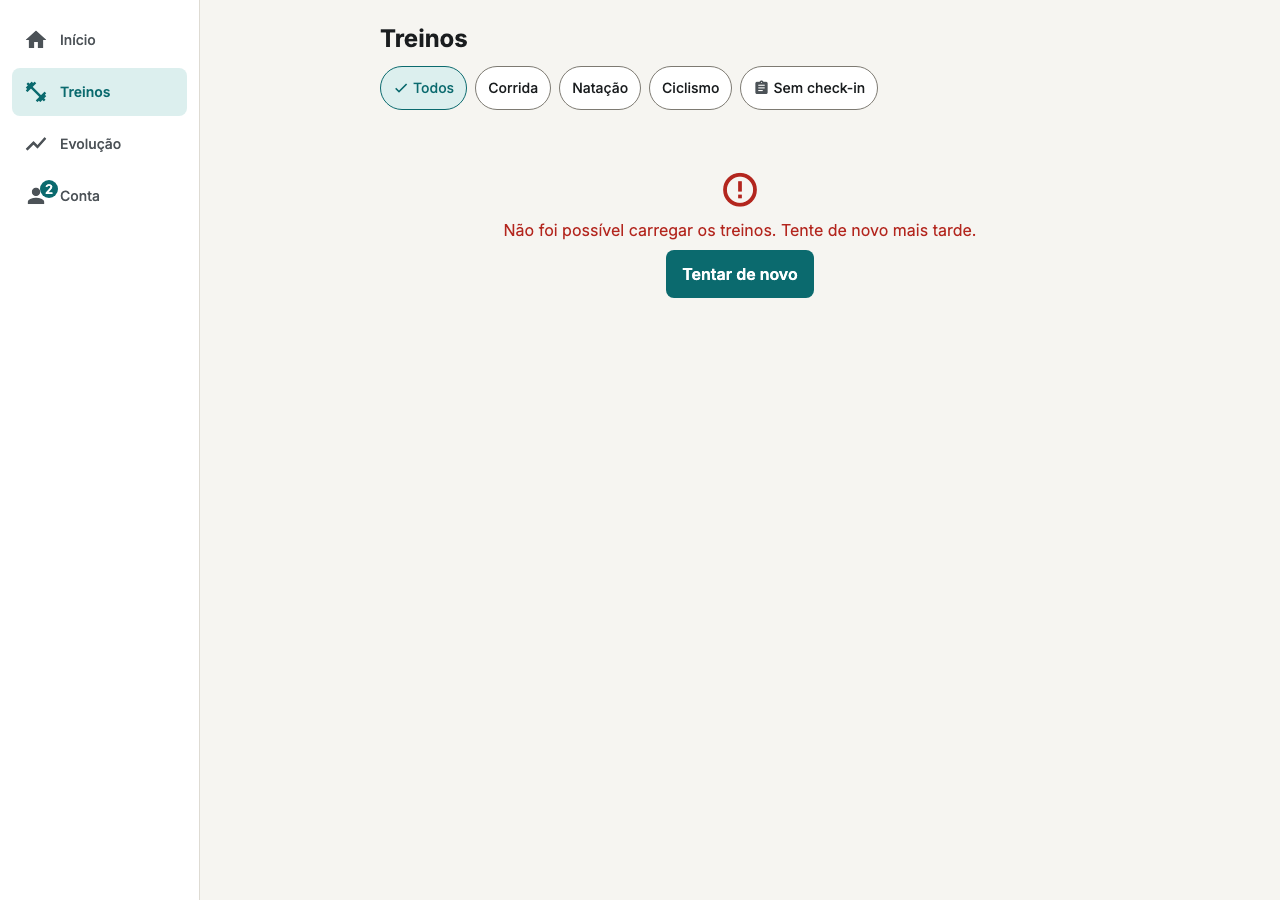 Início
Treinos
Evolução
2
Conta
Treinos
Todos
Corrida
Natação
Ciclismo
Sem check-in
Não foi possível carregar os treinos. Tente de novo mais tarde.
Tentar de novo